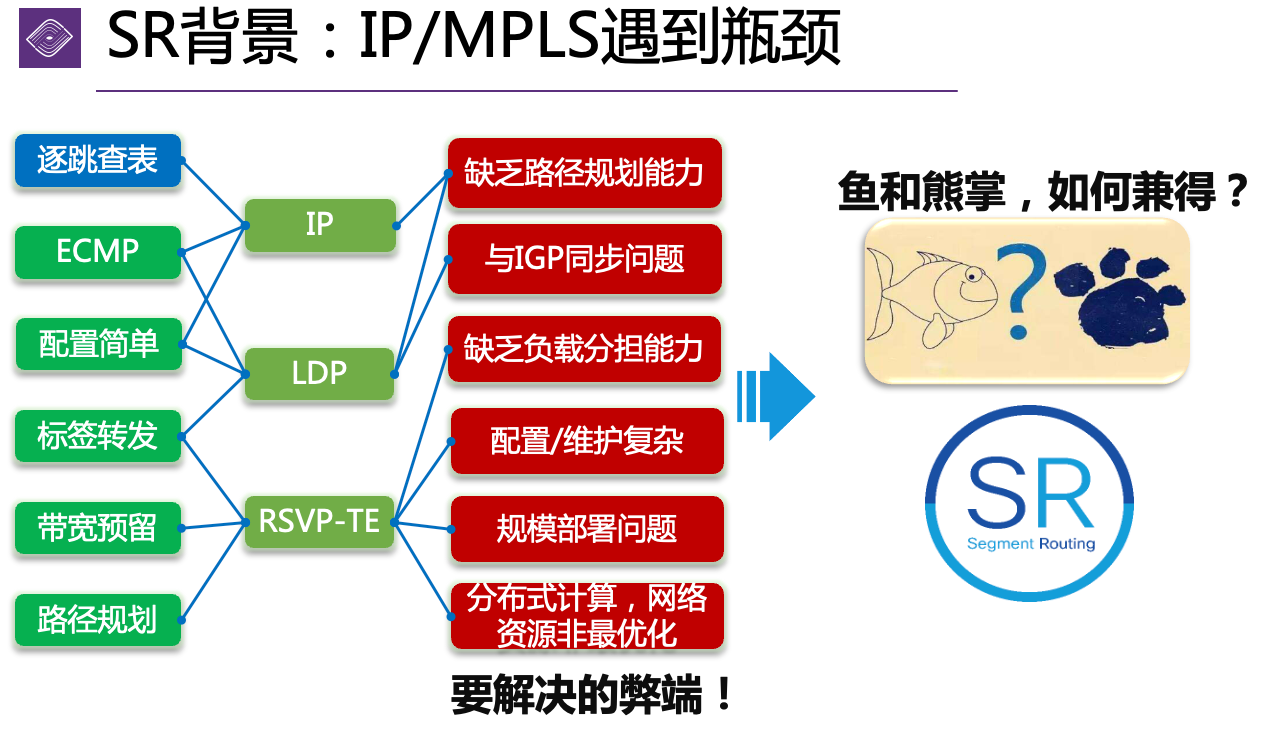 SR背景：IP/MPLS遇到瓶颈
逐跳查表
ECMP
配置简单
标签转发
带宽预留
路径规划
IP
LDP
RSVP-TE
缺乏路径规划能力
与IGP同步问题
缺乏负载分担能力
配置/维护复杂
规模部署问题
分布式计算，网络
资源非最优化
要解决的弊端！
鱼和熊掌，如何兼得？
?
SR
Segment Routing